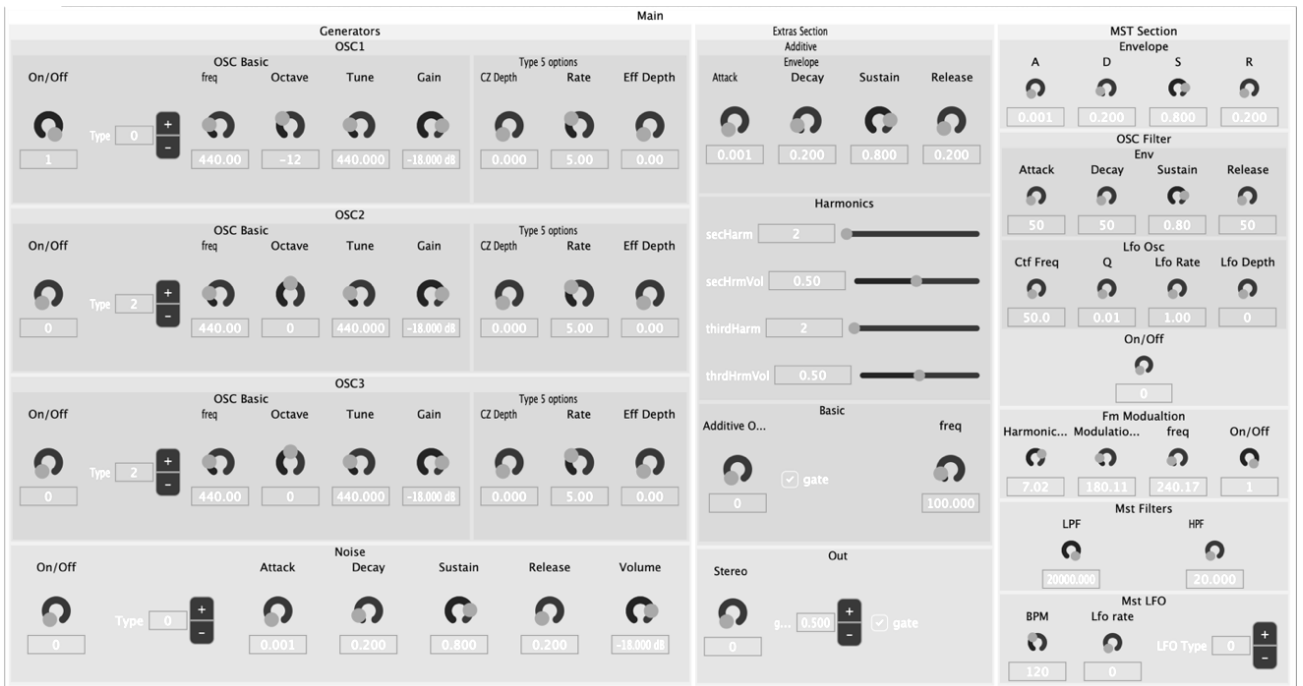 Main
Generators
OSC1
On/Off
OSC Basic
freq Octave Tune Gain
Type 5 options
CZ Depth Rate Eff Depth
Type 0 + −
1 440.00 -12 440.000 -18.000 dB 0.000 5.00 0.00
OSC2
On/Off
OSC Basic
freq Octave Tune Gain
Type 5 options
CZ Depth Rate Eff Depth
Type 2 + −
0 440.00 0 440.000 -18.000 dB 0.000 5.00 0.00
OSC3
On/Off
OSC Basic
freq Octave Tune Gain
Type 5 options
CZ Depth Rate Eff Depth
Type 2 + −
0 440.00 0 440.000 -18.000 dB 0.000 5.00 0.00
Noise
On/Off Attack Decay Sustain Release Volume
Type 0 + −
0 0.001 0.200 0.800 0.200 -18.000 dB
Extras Section
Additive
Envelope
Attack Decay Sustain Release
0.001 0.200 0.800 0.200
Harmonics
secHarm 2
secHrmVol 0.50
thirdHarm 2
thrdHrmVol 0.50
Basic
Additive O... freq
gate
0 100.000
Out
Stereo
g... 0.500 + − gate
0
MST Section
Envelope
A D S R
0.001 0.200 0.800 0.200
OSC Filter
Env
Attack Decay Sustain Release
50 50 0.80 50
Lfo Osc
Ctf Freq Q Lfo Rate Lfo Depth
50.0 0.01 1.00 0
On/Off
0
Fm Modualtion
Harmonic... Modulatio... freq On/Off
7.02 180.11 240.17 1
Mst Filters
LPF HPF
20000.000 20.000
Mst LFO
BPM Lfo rate
LFO Type 0 + −
120 0